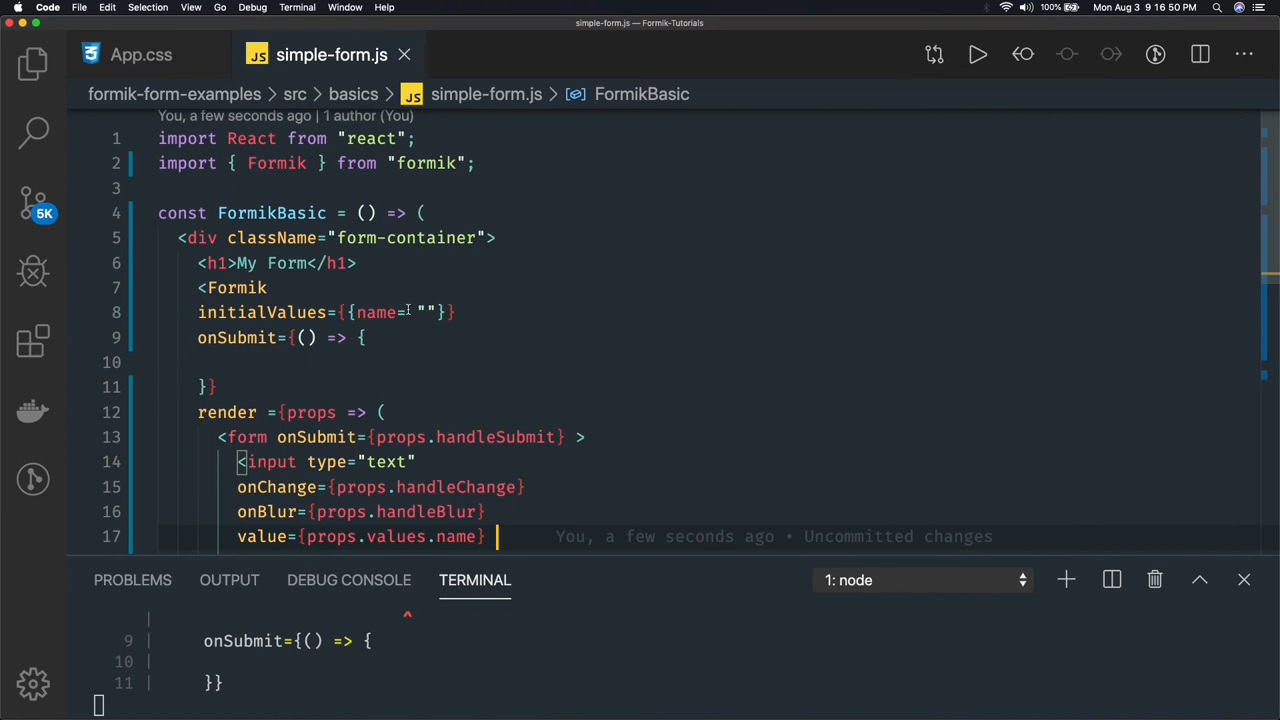 Code File Edit Selection View Go Debug Terminal Window Help 100% Mon Aug 3 9 16 50 PM
simple-form.js — Formik-Tutorials
App.css JS simple-form.js
formik-form-examples > src > basics > JS simple-form.js > FormikBasic
You, a few seconds ago | 1 author (You)
1 import React from "react";
2 import { Formik } from "formik";
3
4 const FormikBasic = () => (
5 <div className="form-container">
6 <h1>My Form</h1>
7 <Formik
8 initialValues={{name= ""}}
9 onSubmit={() => {
10
11 }}
12 render ={props => (
13 <form onSubmit={props.handleSubmit} >
14 <input type="text"
15 onChange={props.handleChange}
16 onBlur={props.handleBlur}
17 value={props.values.name} You, a few seconds ago • Uncommitted changes
5K
PROBLEMS OUTPUT DEBUG CONSOLE TERMINAL 1: node
| ^
9 | onSubmit={() => {
10 |
11 | }}